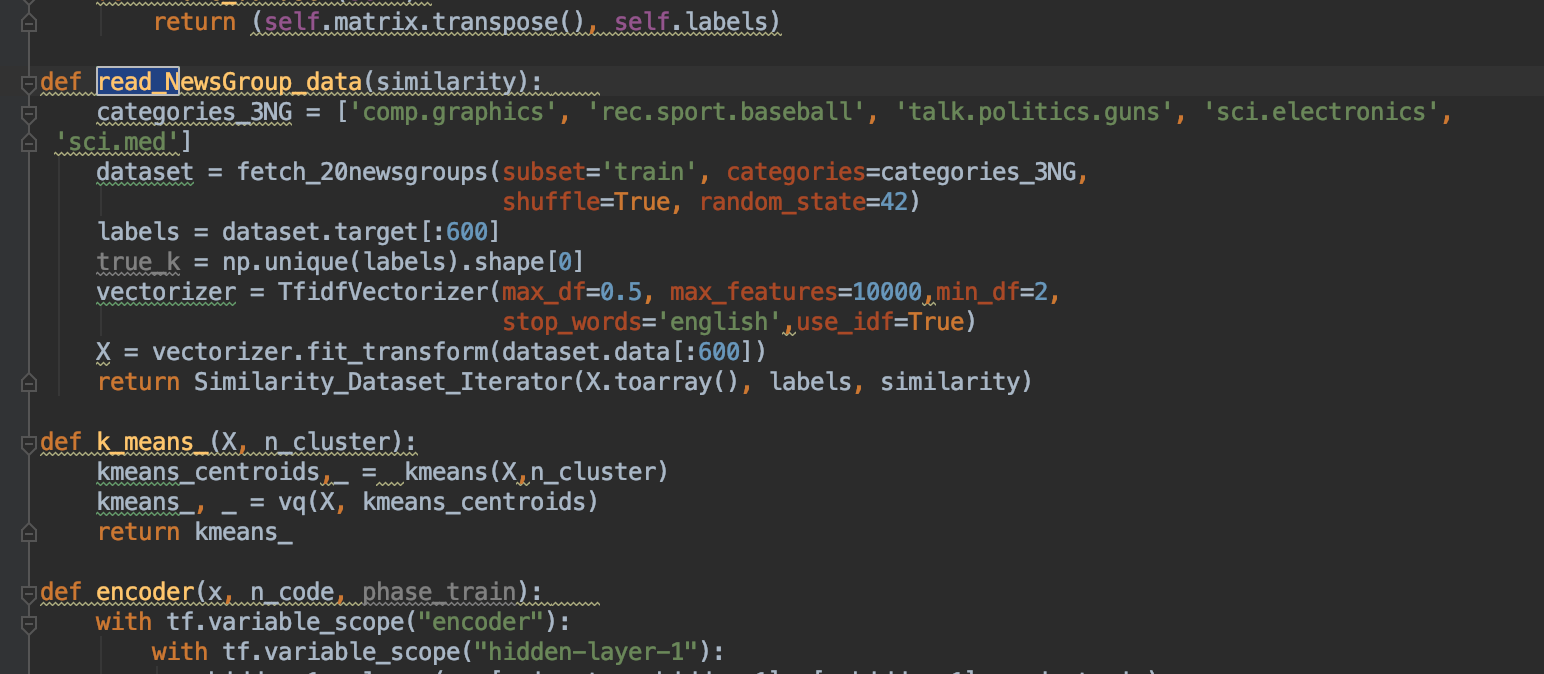 return (self.matrix.transpose(), self.labels)
def read_NewsGroup_data(similarity):
categories_3NG = ['comp.graphics', 'rec.sport.baseball', 'talk.politics.guns', 'sci.electronics',
'sci.med']
dataset = fetch_20newsgroups(subset='train', categories=categories_3NG,
shuffle=True, random_state=42)
labels = dataset.target[:600]
true_k = np.unique(labels).shape[0]
vectorizer = TfidfVectorizer(max_df=0.5, max_features=10000,min_df=2,
stop_words='english',use_idf=True)
X = vectorizer.fit_transform(dataset.data[:600])
return Similarity_Dataset_Iterator(X.toarray(), labels, similarity)
def k_means_(X, n_cluster):
kmeans_centroids,_ =  kmeans(X,n_cluster)
kmeans_, _ = vq(X, kmeans_centroids)
return kmeans_
def encoder(x, n_code, phase_train):
with tf.variable_scope("encoder"):
with tf.variable_scope("hidden-layer-1"):